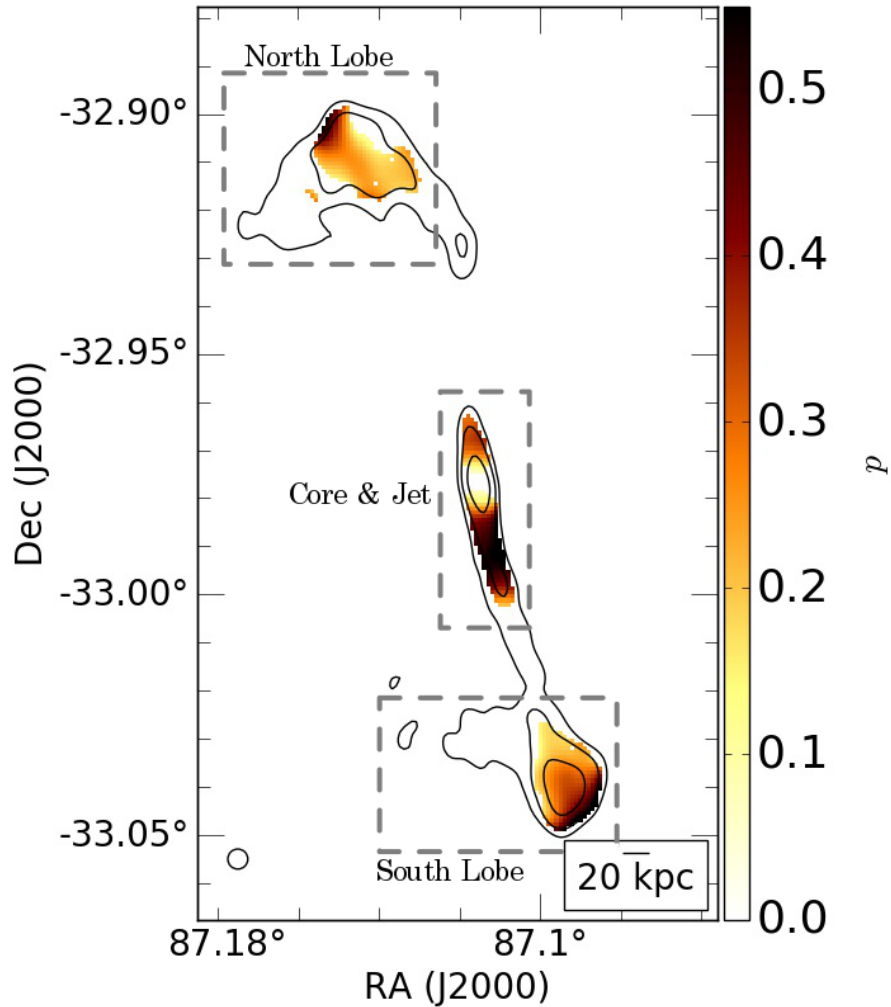 North Lobe
Core & Jet
South Lobe
20 kpc
Dec (J2000)
-32.90°
-32.95°
-33.00°
-33.05°
87.18°
87.1°
RA (J2000)
0.5
0.4
0.3
0.2
0.1
0.0
p